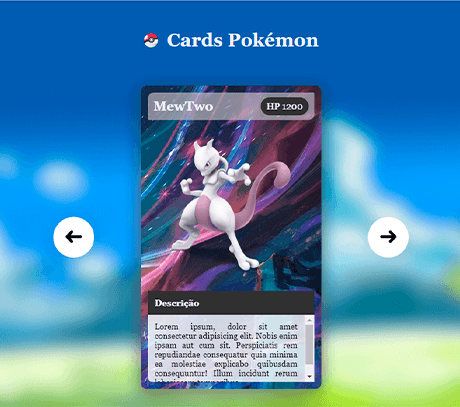 Cards Pokémon
MewTwo
HP 1200
Descrição
Lorem ipsum, dolor sit amet
consectetur adipisicing elit. Nobis enim
ipsam aut cum sit. Perspiciatis rem
repudiandae consequatur quia minima
ea molestiae explicabo quibusdam
consequuntur! Illum incidunt rerum